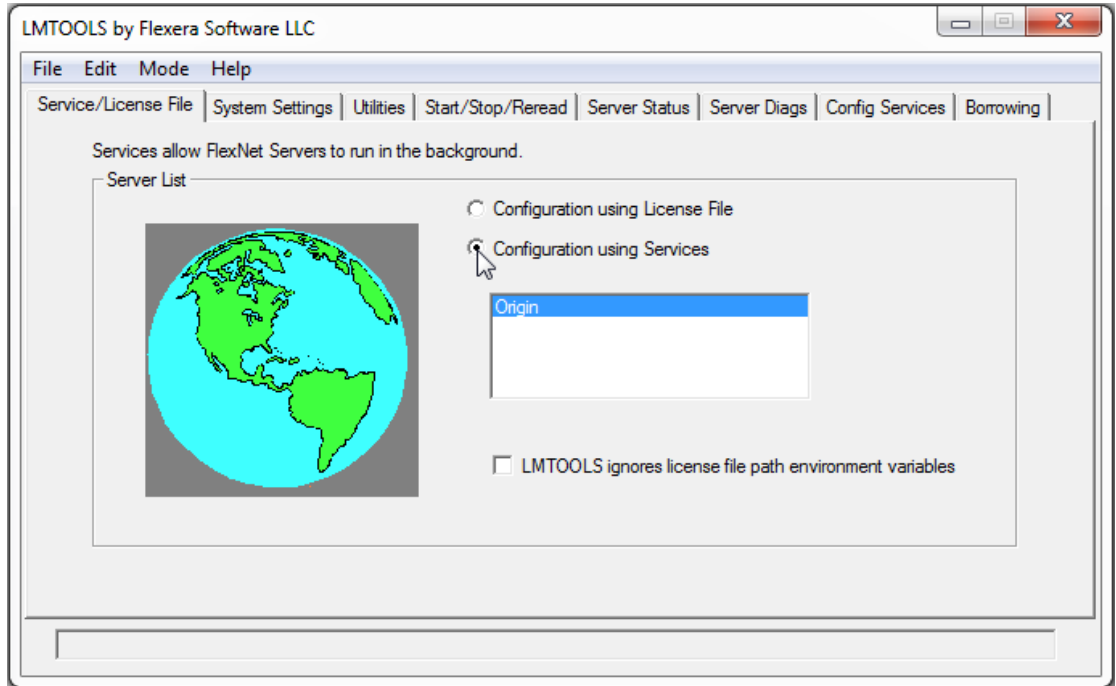 LMTOOLS by Flexera Software LLC
File Edit Mode Help
Service/License File System Settings Utilities Start/Stop/Reread Server Status Server Diags Config Services Borrowing
Services allow FlexNet Servers to run in the background.
Server List
Configuration using License File
Configuration using Services
Origin
LMTOOLS ignores license file path environment variables